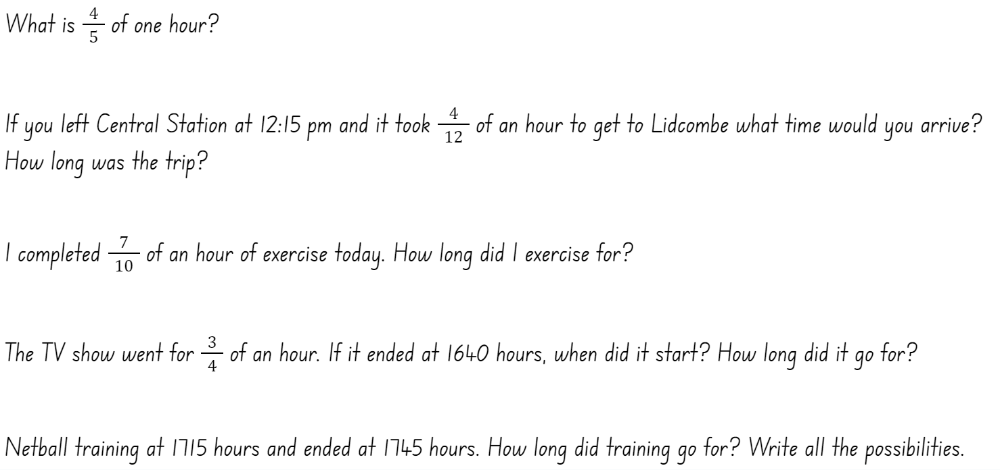 What is 4/5 of one hour?
If you left Central Station at 12:15 pm and it took 4/12 of an hour to get to Lidcombe what time would you arrive?
How long was the trip?
I completed 7/10 of an hour of exercise today. How long did I exercise for?
The TV show went for 3/4 of an hour. If it ended at 1640 hours, when did it start? How long did it go for?
Netball training at 1715 hours and ended at 1745 hours. How long did training go for? Write all the possibilities.